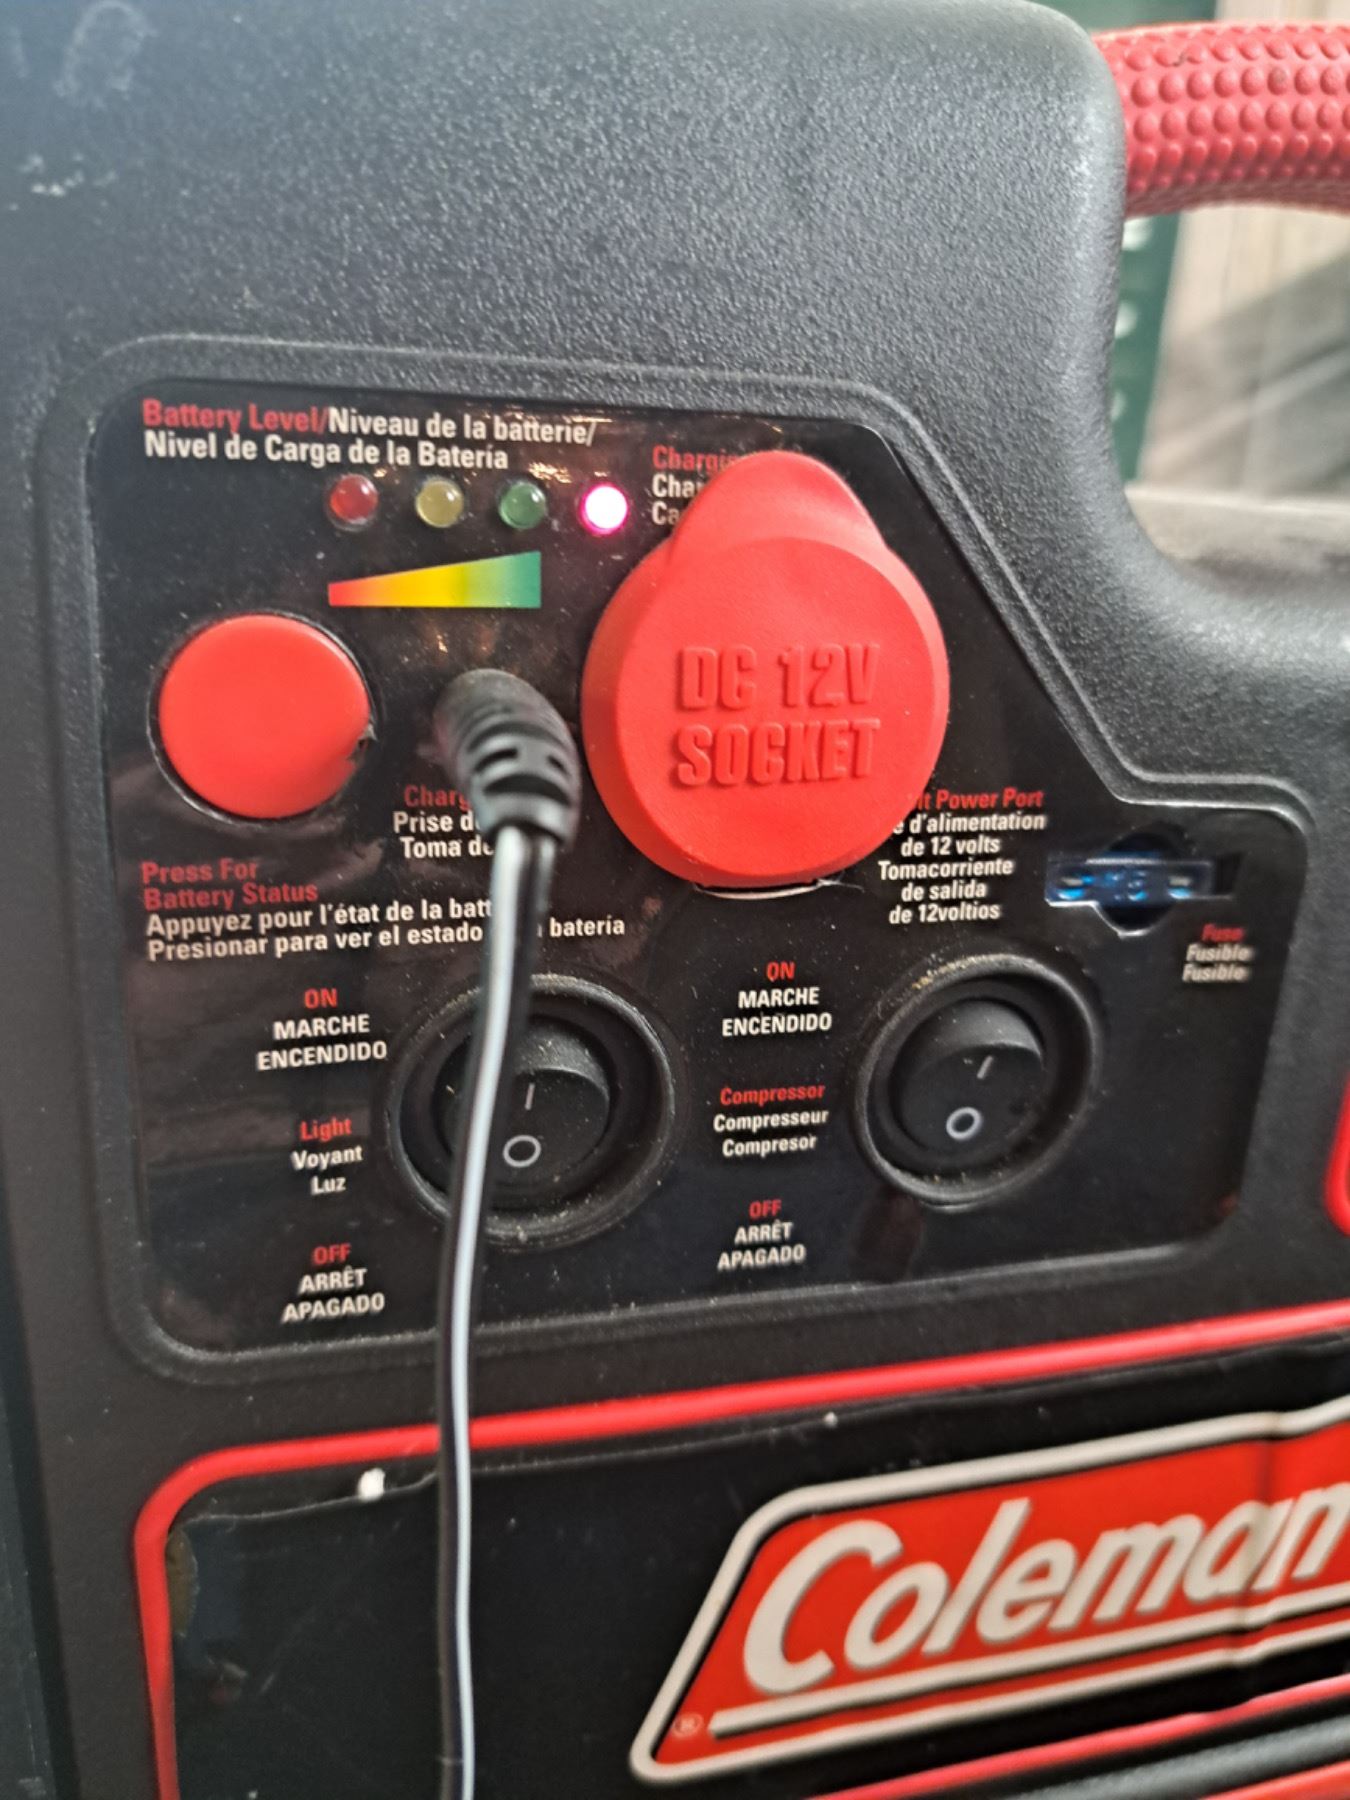 Battery Level/Niveau de la batterie/
Nivel de Carga de la Batería
DC 12V
SOCKET
Prise
Toma
Power Port
d'alimentation
de 12 volts
Tomacorriente
de salida
de 12voltios
15
Fuse
Fusible
Fusible
Press For
Battery Status
Appuyez pour l'état de la
Presionar para ver el estado batería
ON
MARCHE
ENCENDIDO
Light
Voyant
Luz
OFF
ARRÊT
APAGADO
I
O
ON
MARCHE
ENCENDIDO
Compressor
Compresseur
Compresor
OFF
ARRÊT
APAGADO
I
O
Coleman
®